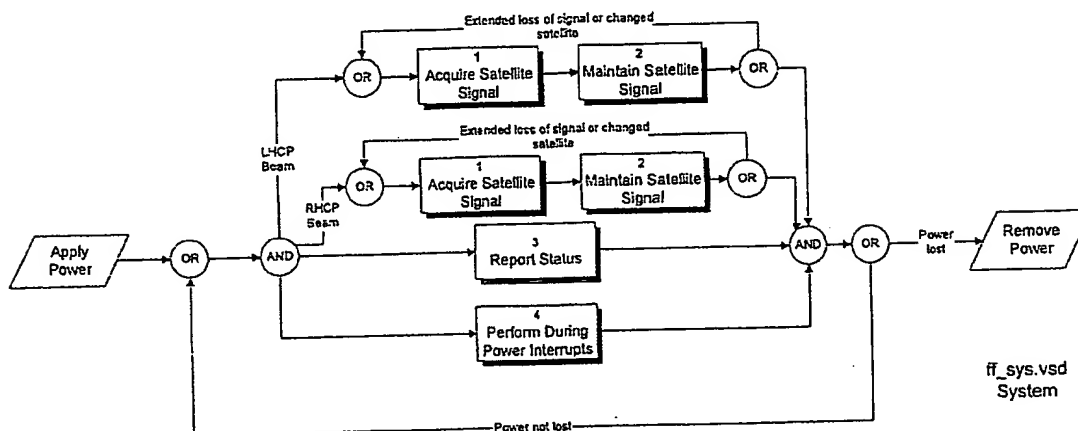 Extended loss of signal or changed
satellite
OR
1
Acquire Satellite
Signal
2
Maintain Satellite
Signal
OR
LHCP
Beam
Extended loss of signal or changed
satellite
OR
1
Acquire Satellite
Signal
2
Maintain Satellite
Signal
OR
RHCP
Beam
Apply
Power
OR
AND
3
Report Status
AND
OR
Power
lost
Remove
Power
4
Perform During
Power Interrupts
ff_sys.vsd
System
Power not lost